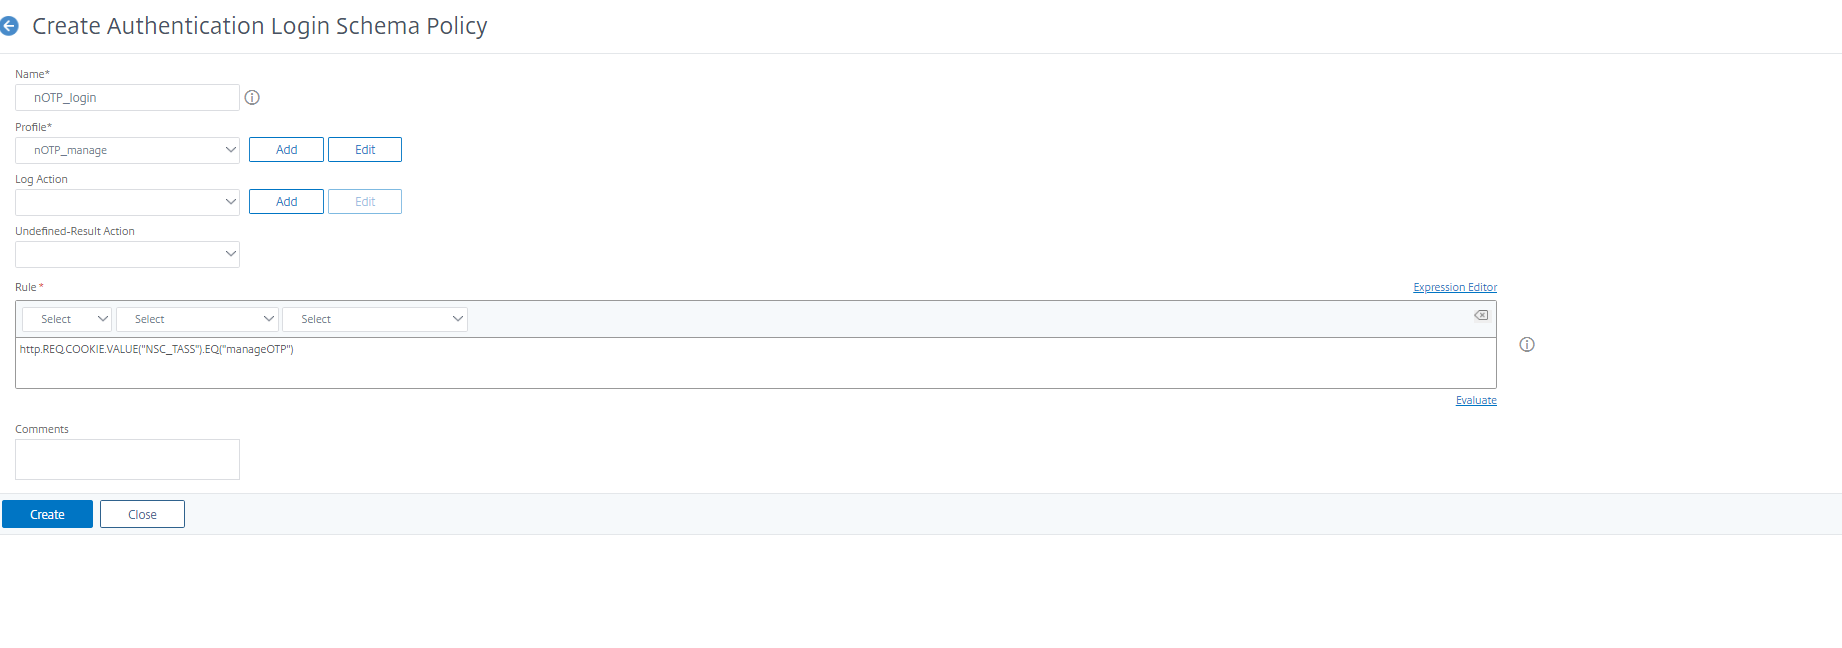 Create Authentication Login Schema Policy
Name*
nOTP_login
Profile*
nOTP_manage
Add
Edit
Log Action
Add
Edit
Undefined-Result Action
Rule *
Expression Editor
Select
Select
Select
http.REQ.COOKIE.VALUE("NSC_TASS").EQ("manageOTP")
Evaluate
Comments
Create
Close